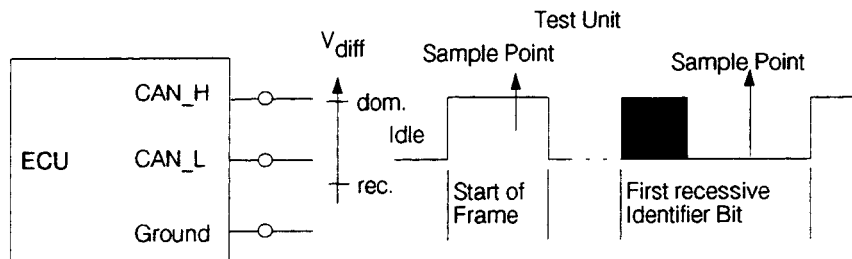 Test Unit
V_diff
Sample Point
Sample Point
CAN_H
dom.
Idle
ECU
CAN_L
rec.
Start of
Frame
First recessive
Identifier Bit
Ground